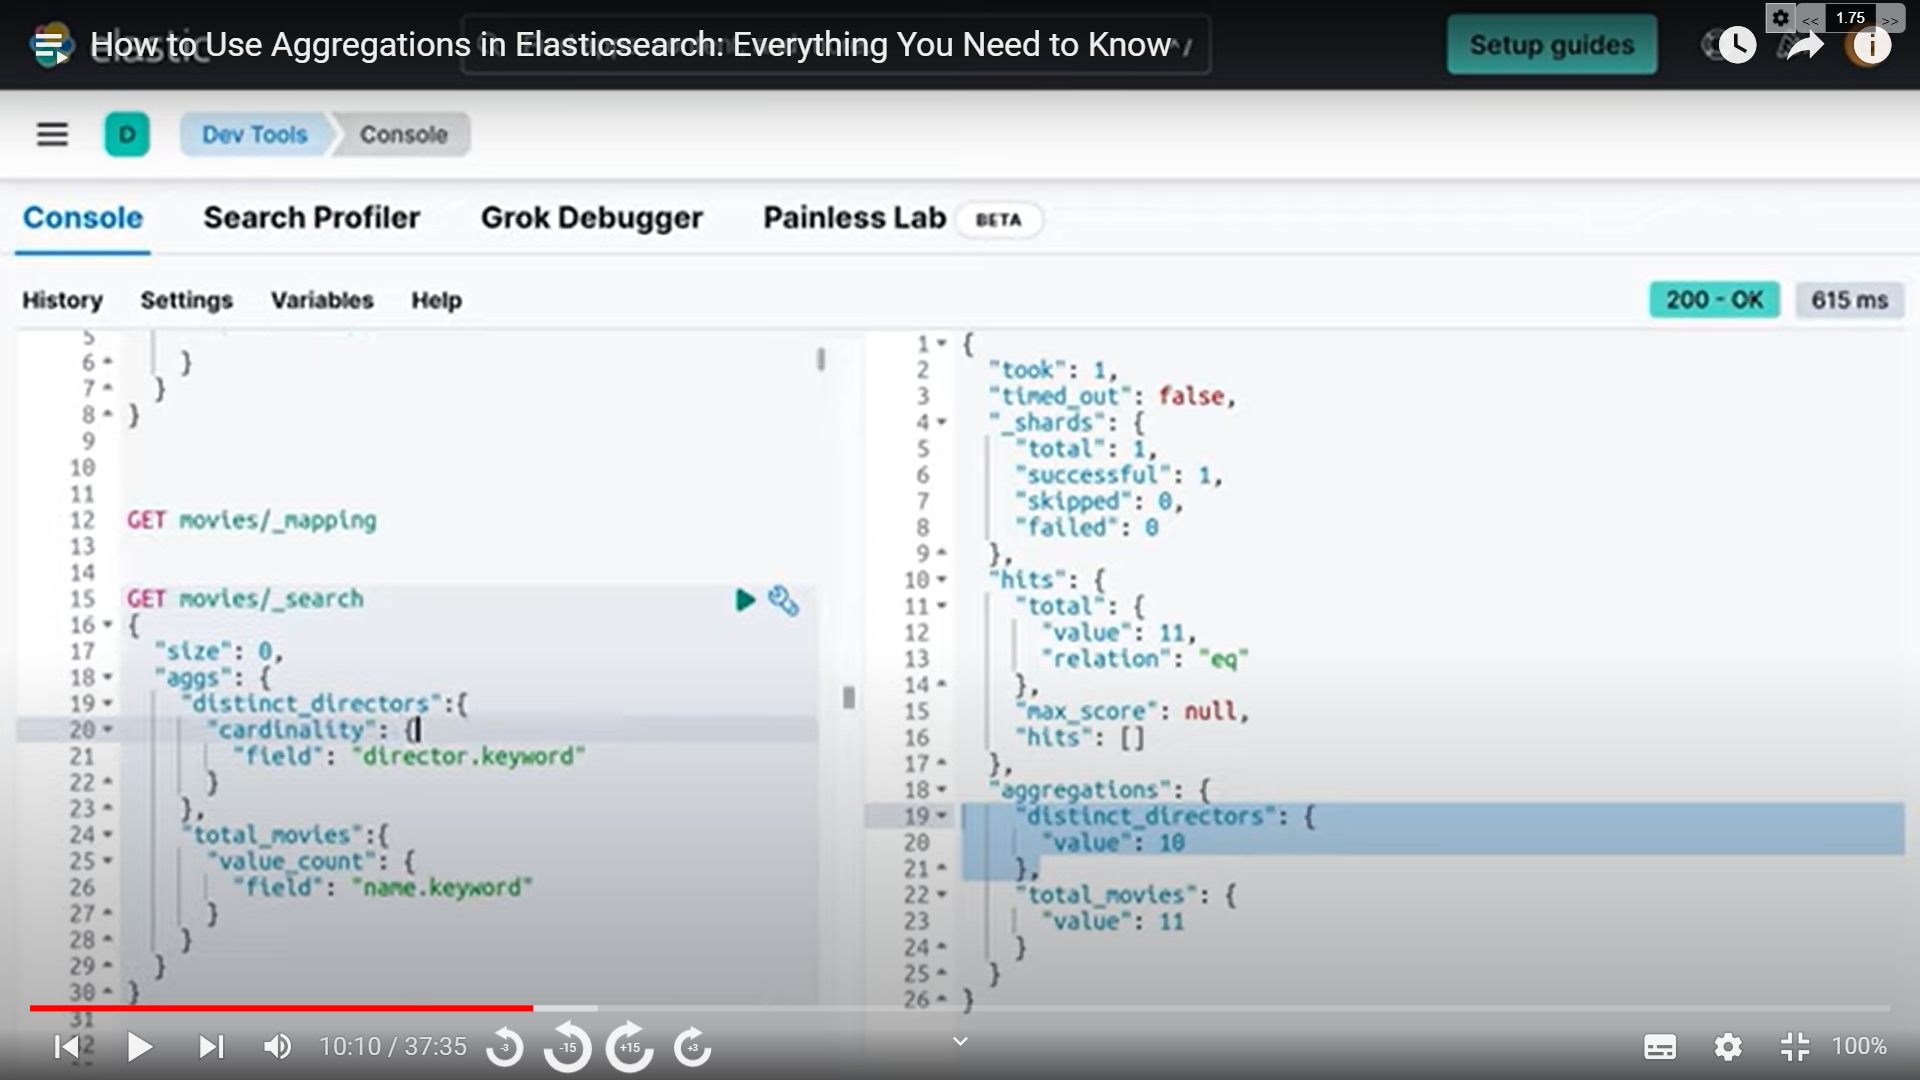 How to Use Aggregations in Elasticsearch: Everything You Need to Know
elastic
Setup guides
<< 1.75 >>
D
Dev Tools
Console
Console
Search Profiler
Grok Debugger
Painless Lab
BETA
History
Settings
Variables
Help
200 - OK
615 ms
5
6 }
7 }
8 }
9
10
11
12 GET movies/_mapping
13
14
15 GET movies/_search
16 {
17 "size": 0,
18 "aggs": {
19 "distinct_directors":{
20 "cardinality": {
21 "field": "director.keyword"
22 }
23 },
24 "total_movies":{
25 "value_count": {
26 "field": "name.keyword"
27 }
28 }
29 }
30 }
31
1 {
2 "took": 1,
3 "timed_out": false,
4 "_shards": {
5 "total": 1,
6 "successful": 1,
7 "skipped": 0,
8 "failed": 0
9 },
10 "hits": {
11 "total": {
12 "value": 11,
13 "relation": "eq"
14 },
15 "max_score": null,
16 "hits": []
17 },
18 "aggregations": {
19 "distinct_directors": {
20 "value": 10
21 },
22 "total_movies": {
23 "value": 11
24 }
25 }
26 }
10:10 / 37:35
-3
-15
+15
+3
100%